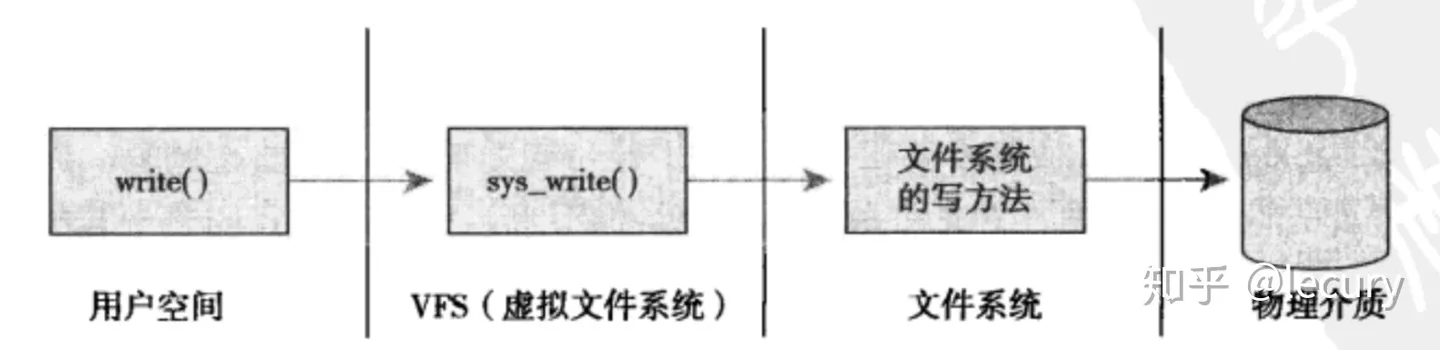 write()
sys_write()
文件系统
的写方法
用户空间
VFS（虚拟文件系统）
文件系统
物理介质
知乎 @lecury